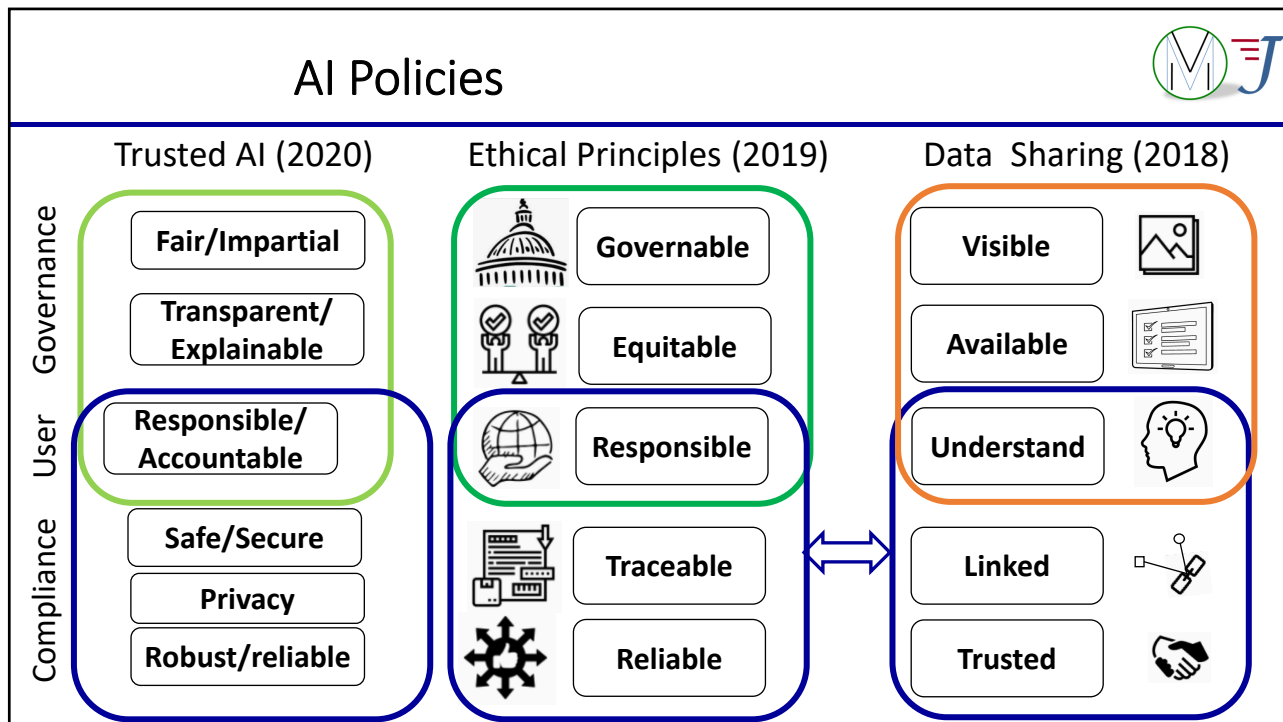 AI Policies
M
J
Trusted AI (2020)
Ethical Principles (2019)
Data Sharing (2018)
Governance
Fair/Impartial
Transparent/
Explainable
Governable
Equitable
Visible
Available
User
Responsible/
Accountable
Responsible
Understand
Compliance
Safe/Secure
Privacy
Robust/reliable
Traceable
Reliable
Linked
Trusted